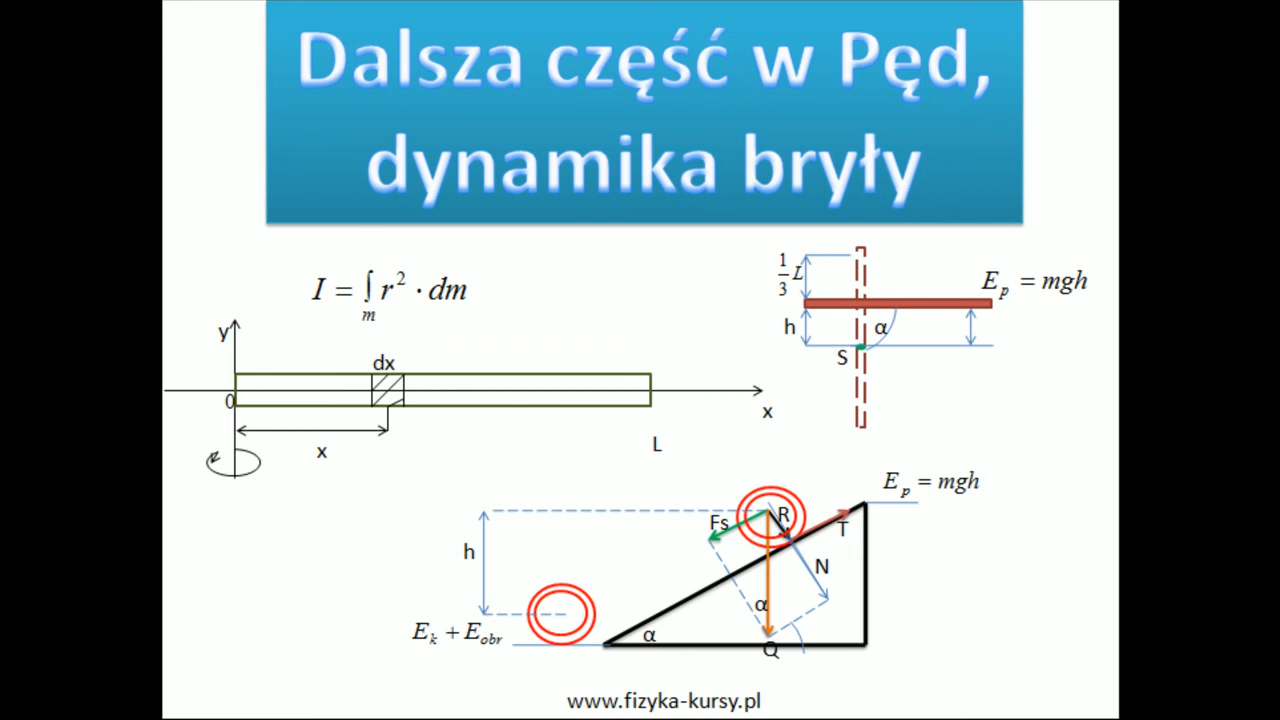 Dalsza część w Pęd,
dynamika bryły
I = ∫ r² · dm
m
y
dx
0
x
x
L
1/3 L
E_p = mgh
h
α
S
E_p = mgh
h
Fs
R
T
N
α
E_k + E_obr
α
Q
www.fizyka-kursy.pl